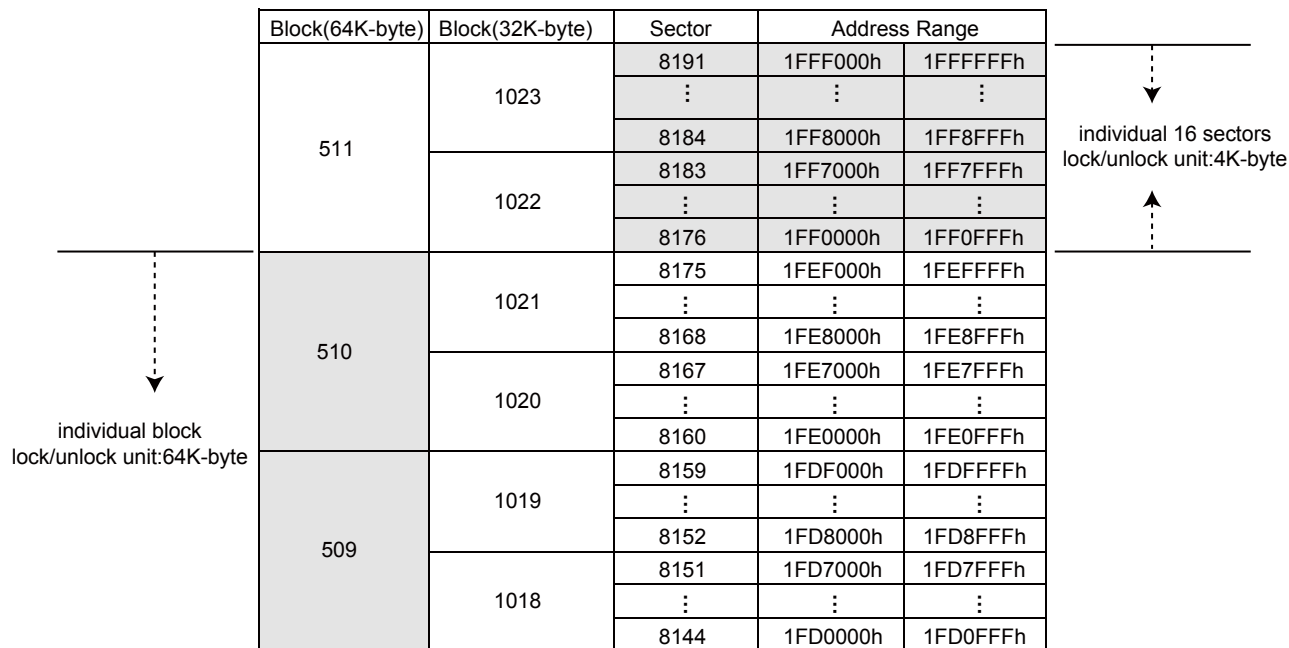 Block(64K-byte) Block(32K-byte) Sector Address Range
8191 1FFF000h 1FFFFFFh
1023 ⋮ ⋮ ⋮
8184 1FF8000h 1FF8FFFh
511
8183 1FF7000h 1FF7FFFh
1022 ⋮ ⋮ ⋮
8176 1FF0000h 1FF0FFFh
individual 16 sectors
lock/unlock unit:4K-byte
8175 1FEF000h 1FEFFFFh
1021 ⋮ ⋮ ⋮
8168 1FE8000h 1FE8FFFh
510
8167 1FE7000h 1FE7FFFh
1020 ⋮ ⋮ ⋮
8160 1FE0000h 1FE0FFFh
individual block
lock/unlock unit:64K-byte
8159 1FDF000h 1FDFFFFh
1019 ⋮ ⋮ ⋮
8152 1FD8000h 1FD8FFFh
509
8151 1FD7000h 1FD7FFFh
1018 ⋮ ⋮ ⋮
8144 1FD0000h 1FD0FFFh